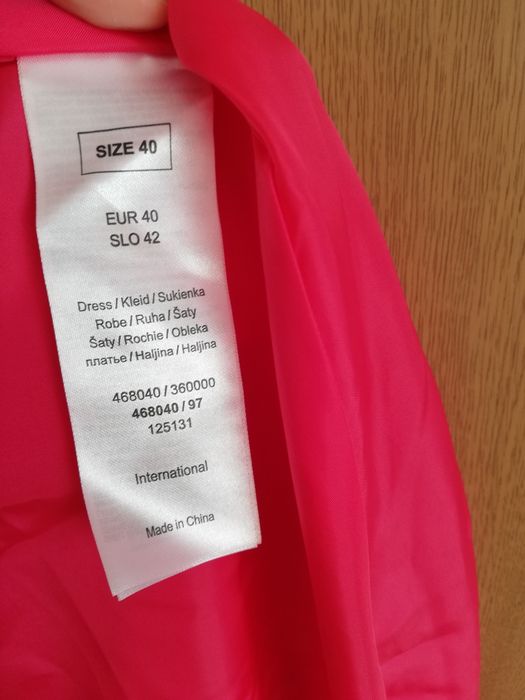 SIZE 40
EUR 40
SLO 42
Dress / Kleid / Sukienka
Robe / Ruha / Šaty
Šaty / Rochie / Obleka
платье / Haljina / Haljina
468040 / 360000
468040 / 97
125131
International
Made in China